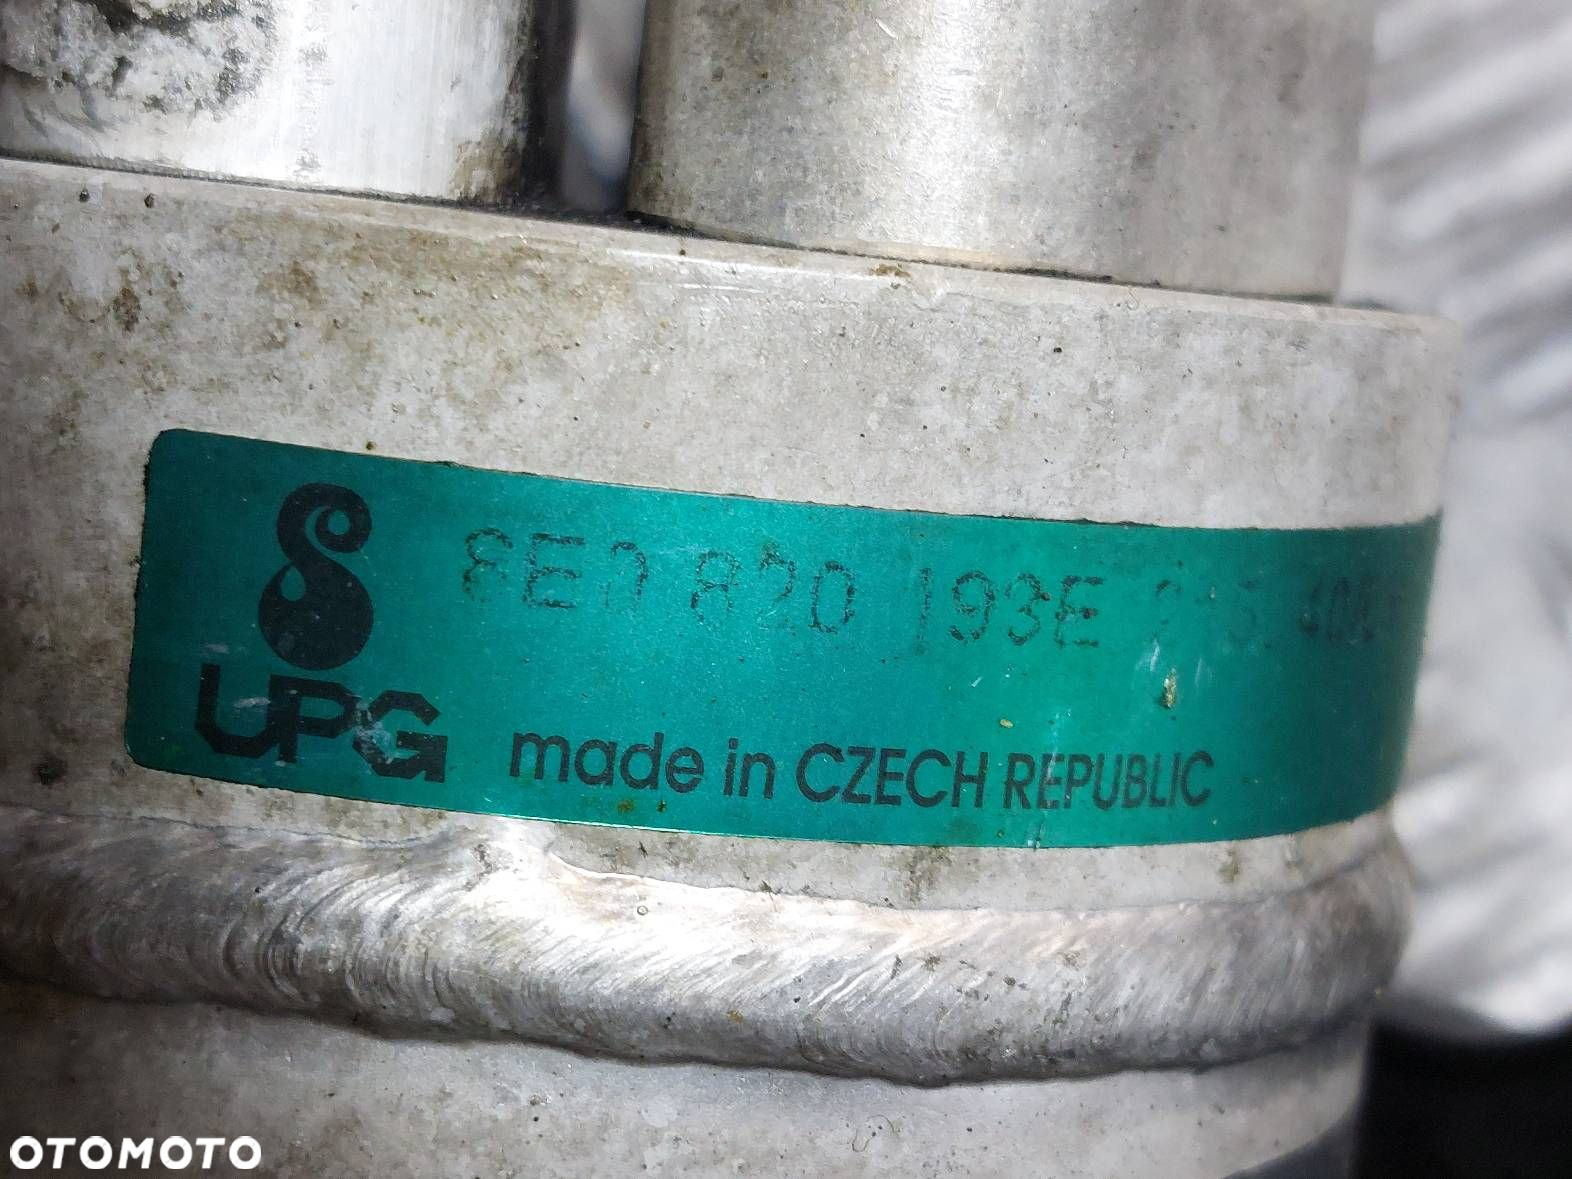 8E0 820 193E
UPG made in CZECH REPUBLIC
OTOMOTO